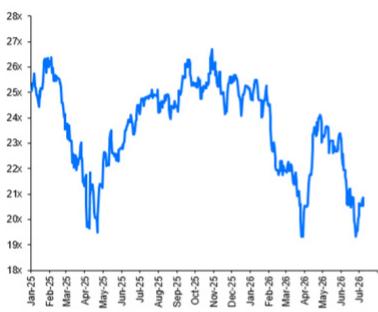 28x
27x
26x
25x
24x
23x
22x
21x
20x
19x
18x
Jan-25
Feb-25
Mar-25
Apr-25
May-25
Jun-25
Jul-25
Aug-25
Sep-25
Oct-25
Nov-25
Dec-25
Jan-26
Feb-26
Mar-26
Apr-26
May-26
Jun-26
Jul-26